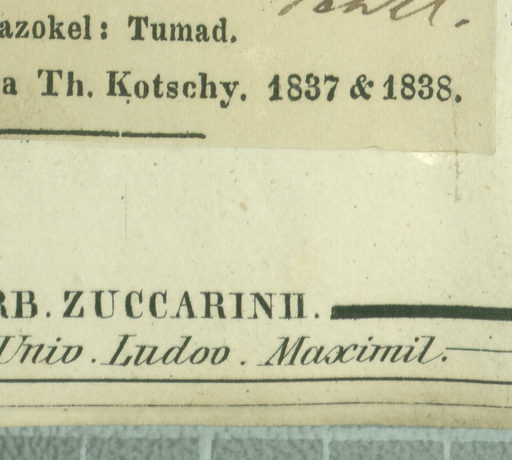 azokel: Tumad.
a Th. Kotschy. 1837 & 1838.
RB. ZUCCARINII.
Univ. Ludov. Maximil.